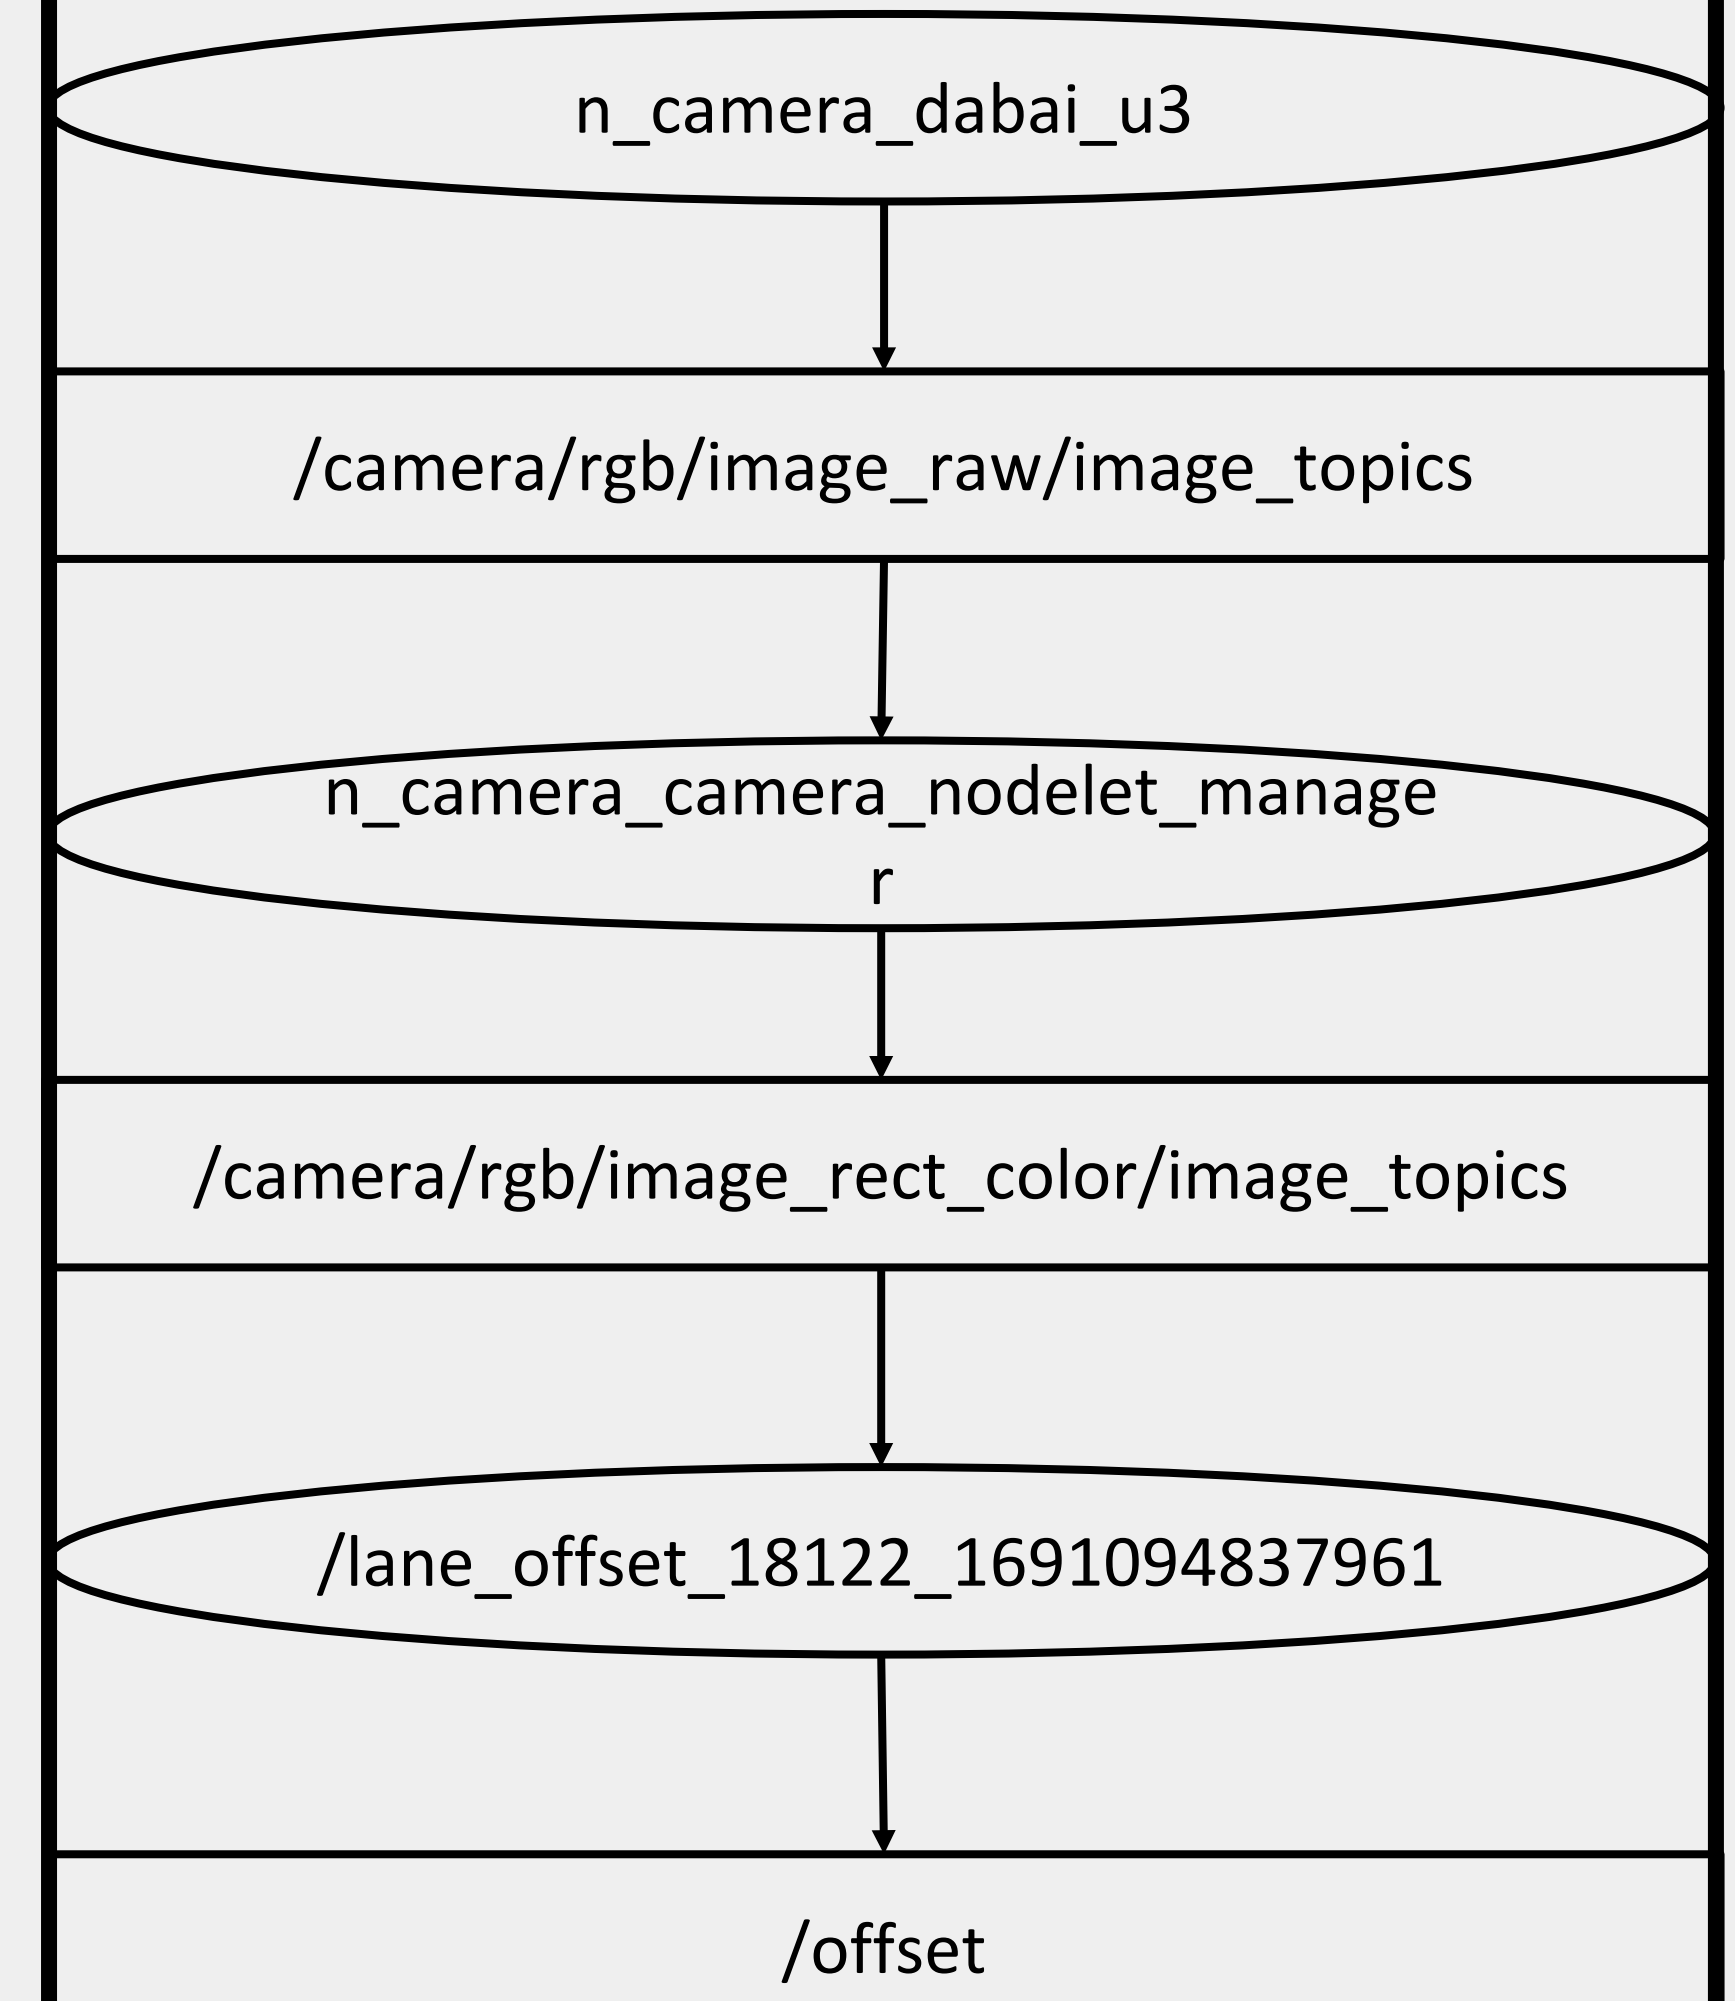 n_camera_dabai_u3
/camera/rgb/image_raw/image_topics
n_camera_camera_nodelet_manage
r
/camera/rgb/image_rect_color/image_topics
/lane_offset_18122_1691094837961
/offset